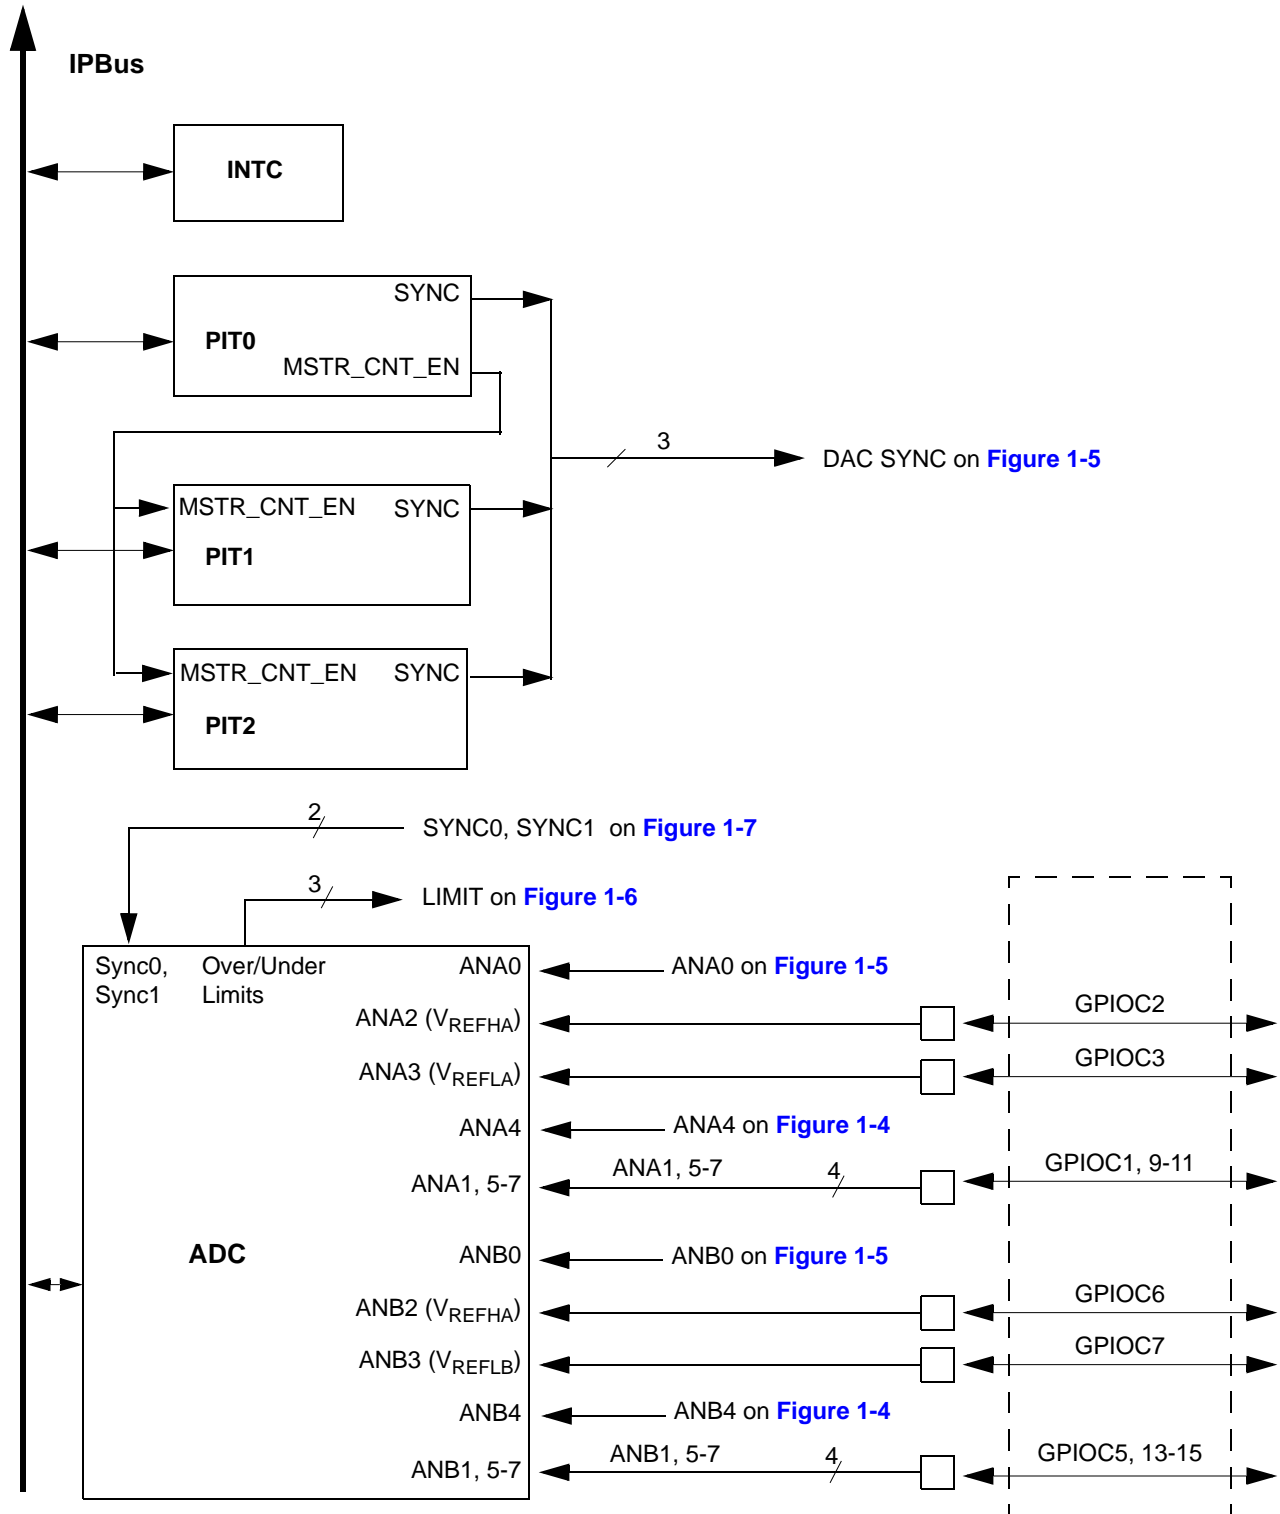 IPBus
INTC
SYNC
PIT0
MSTR_CNT_EN
3
DAC SYNC on Figure 1-5
MSTR_CNT_EN SYNC
PIT1
MSTR_CNT_EN SYNC
PIT2
2
SYNC0, SYNC1 on Figure 1-7
3
LIMIT on Figure 1-6
Sync0, Over/Under ANA0 ANA0 on Figure 1-5
Sync1 Limits
ANA2 (VREFHA) GPIOC2
ANA3 (VREFLA) GPIOC3
ANA4 ANA4 on Figure 1-4
ANA1, 5-7 ANA1, 5-7 4 GPIOC1, 9-11
ADC ANB0 ANB0 on Figure 1-5
ANB2 (VREFHA) GPIOC6
ANB3 (VREFLB) GPIOC7
ANB4 ANB4 on Figure 1-4
ANB1, 5-7 ANB1, 5-7 4 GPIOC5, 13-15